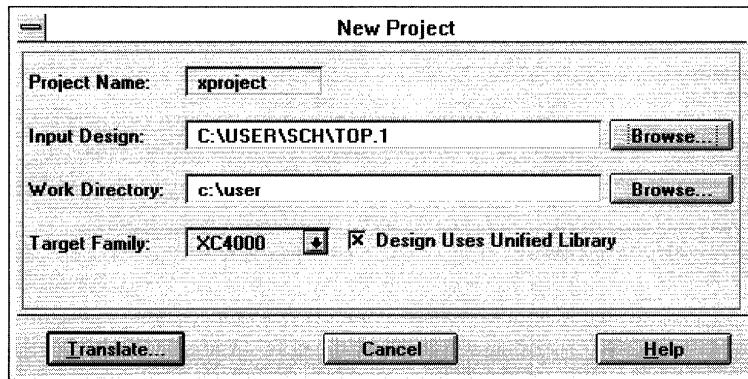 New Project
Project Name: xproject
Input Design: C:\USER\SCH\TOP.1 Browse...
Work Directory: c:\user Browse...
Target Family: XC4000 Design Uses Unified Library
Translate... Cancel Help